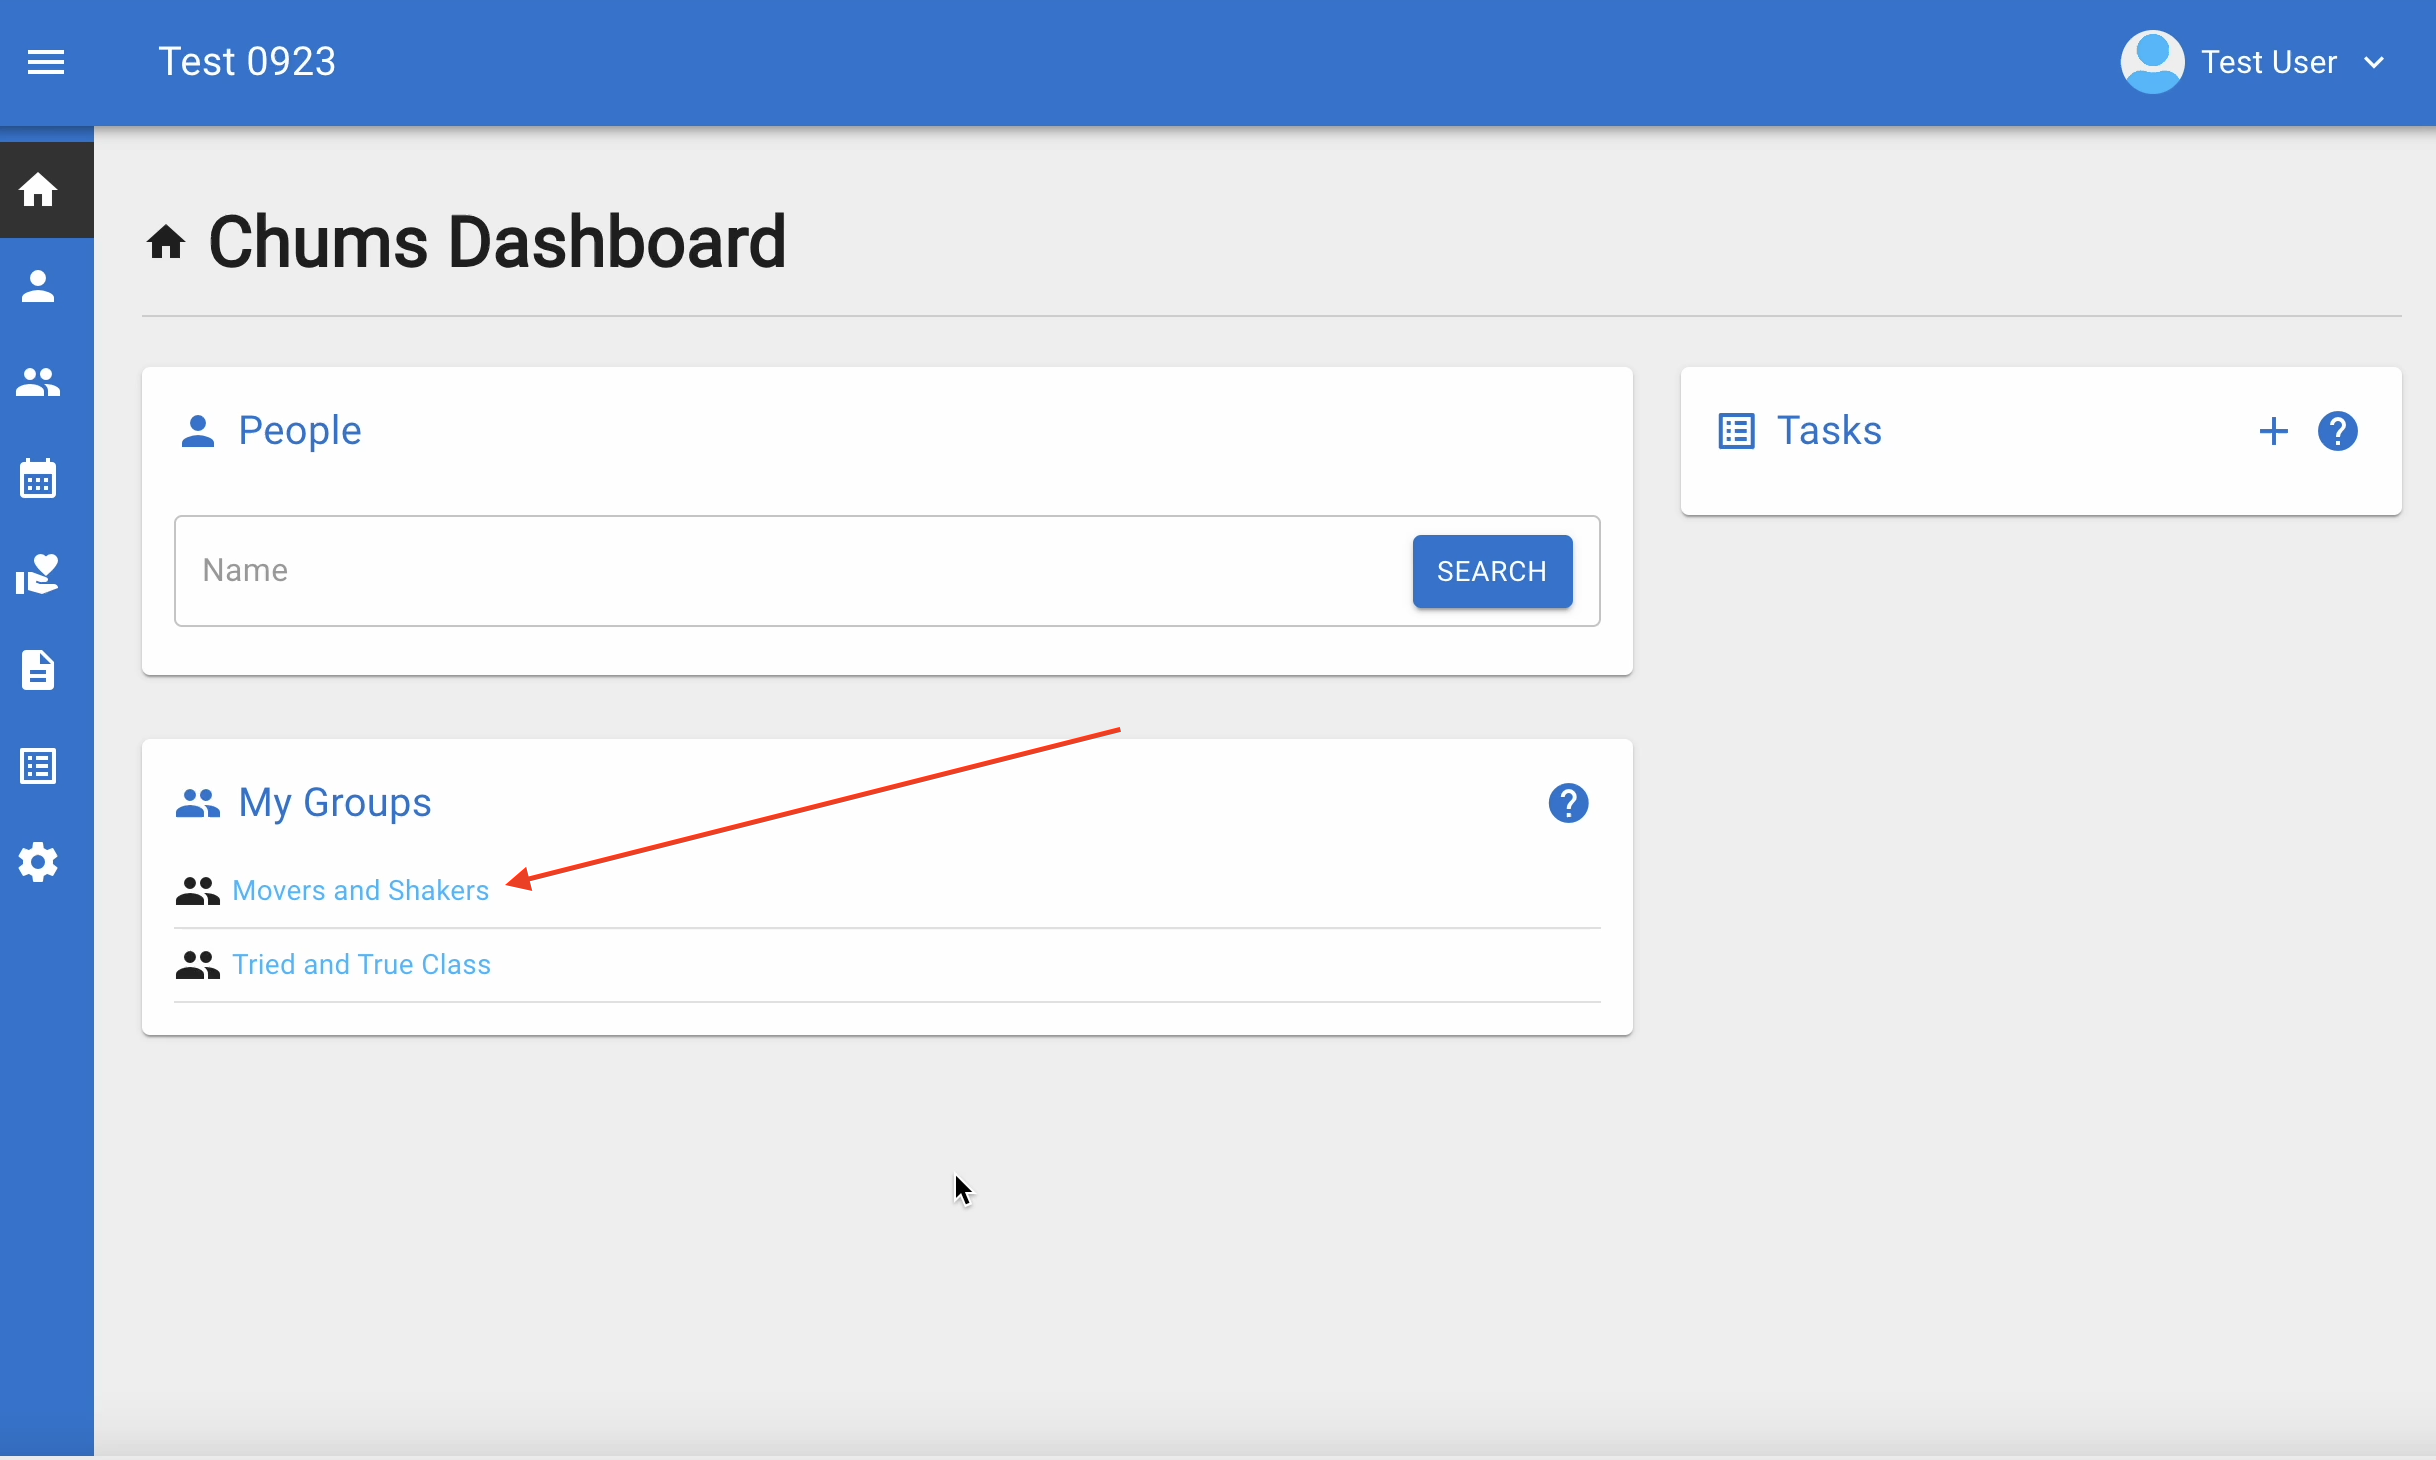 Test 0923
Test User
Chums Dashboard
People
Name
SEARCH
Tasks
My Groups
Movers and Shakers
Tried and True Class